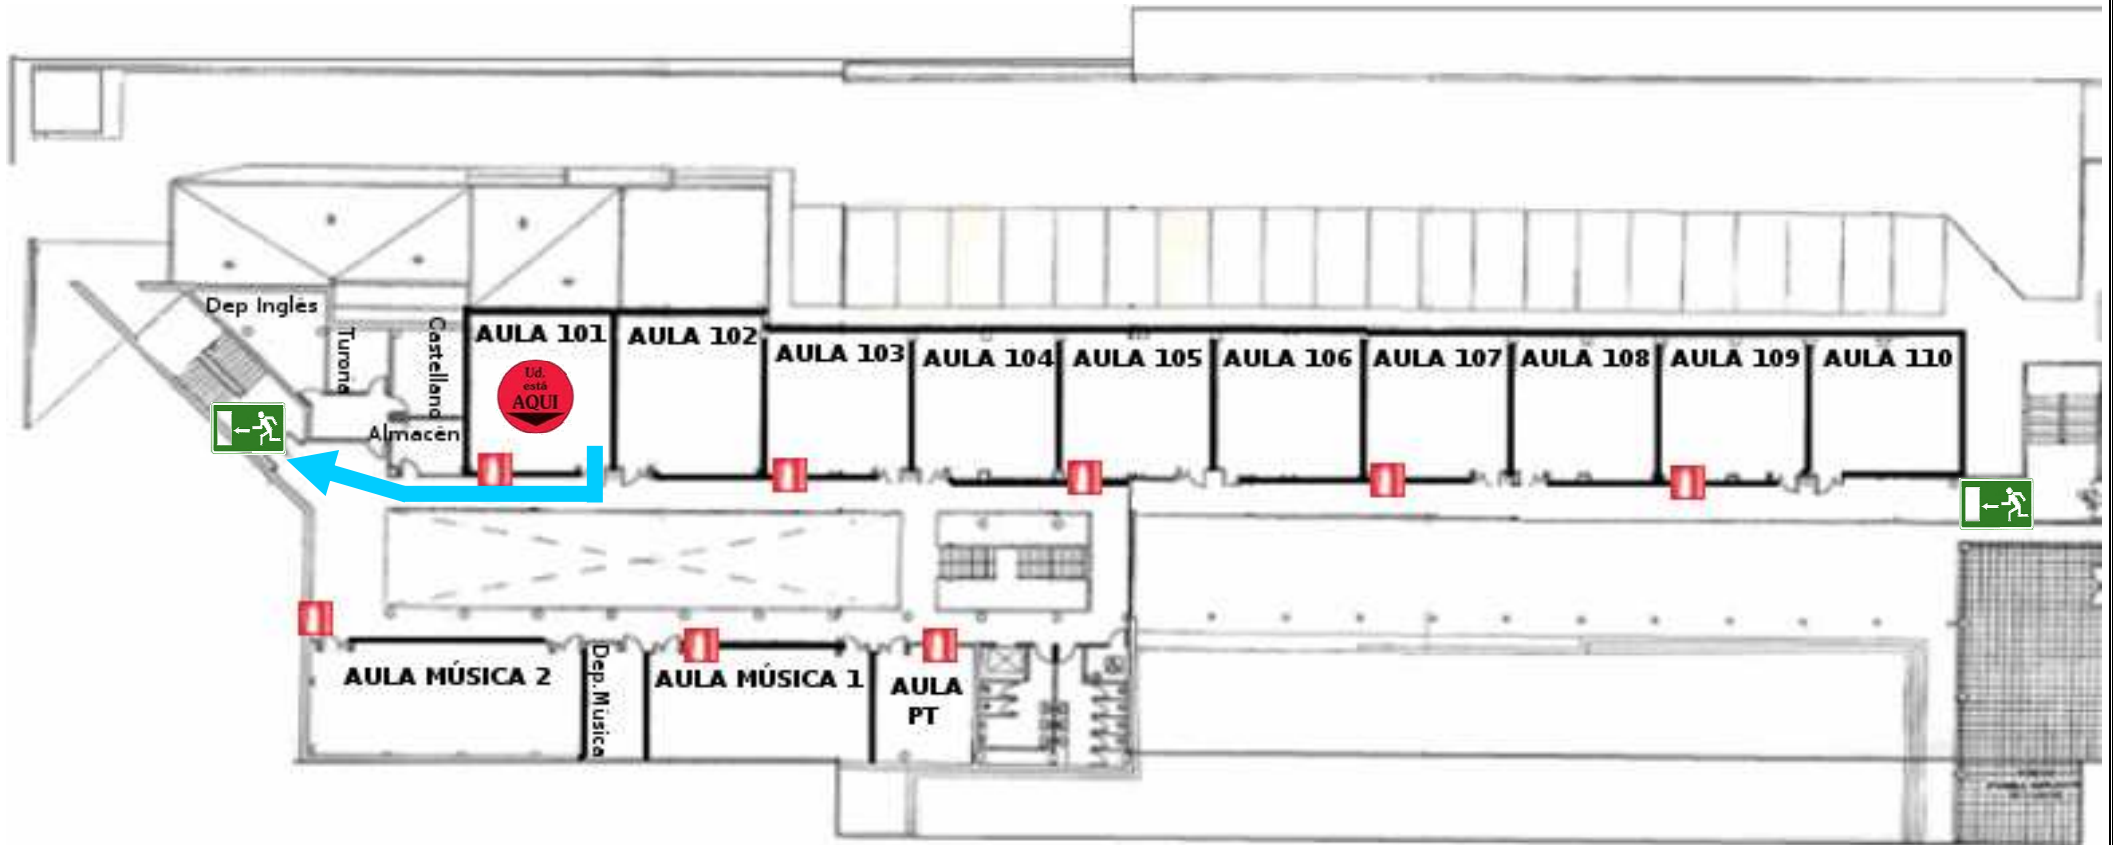 Dep Inglés
Turona
Castellano
Almacén
AULA 101
Ud.
está
AQUI
AULA 102
AULA 103
AULA 104
AULA 105
AULA 106
AULA 107
AULA 108
AULA 109
AULA 110
AULA MÚSICA 2
Dep.Música
AULA MÚSICA 1
AULA
PT